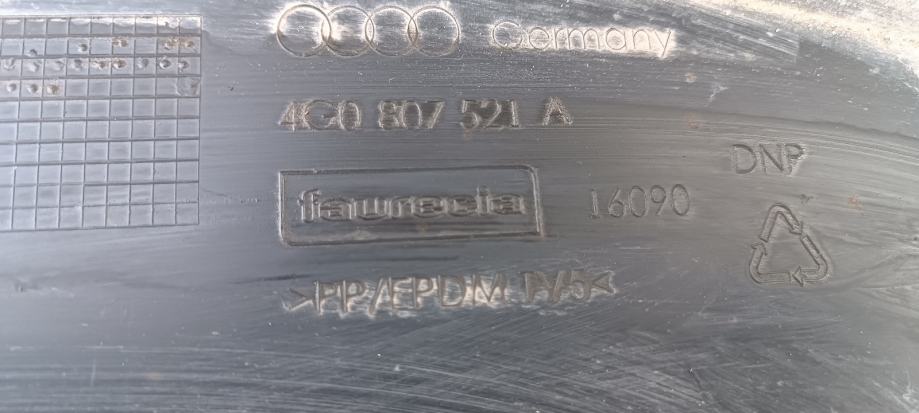 Germany
4G0 807 521 A
DNP
faurecia
16090
>PP/EPDM TV5<